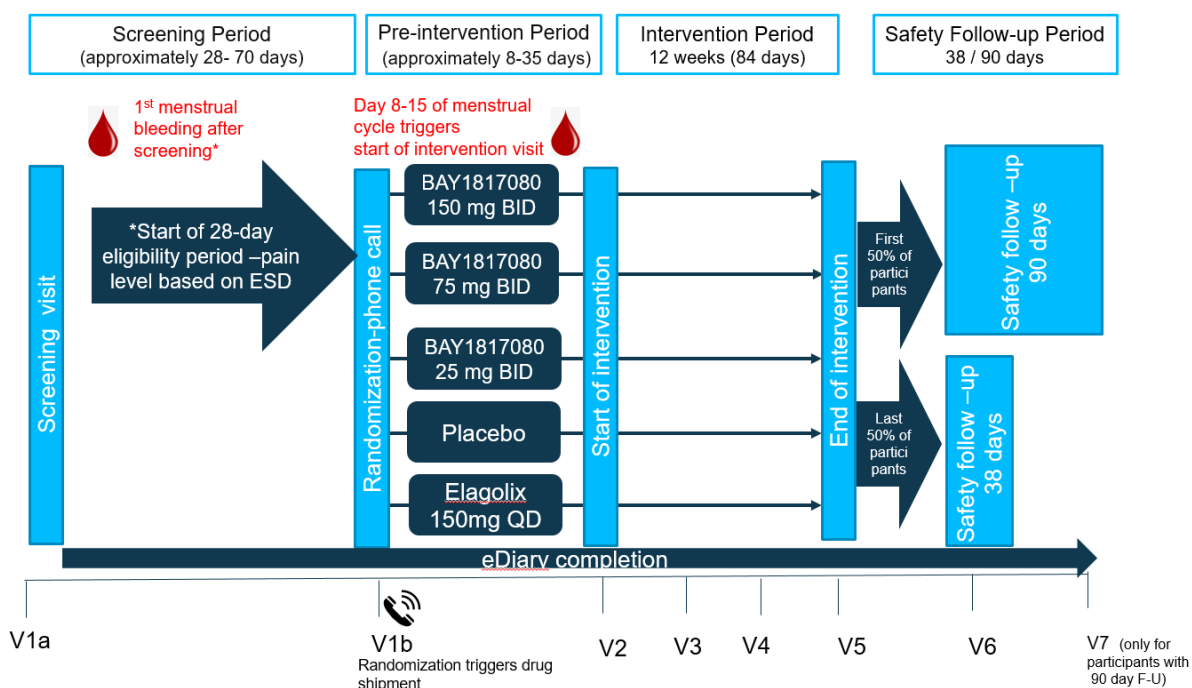 Screening Period
(approximately 28- 70 days)
Pre-intervention Period
(approximately 8-35 days)
Intervention Period
12 weeks (84 days)
Safety Follow-up Period
38 / 90 days
1st menstrual
bleeding after
screening*
Day 8-15 of menstrual
cycle triggers
start of intervention visit
Screening visit
*Start of 28-day
eligibility period –pain
level based on ESD
Randomization-phone call
BAY1817080
150 mg BID
BAY1817080
75 mg BID
BAY1817080
25 mg BID
Placebo
Elagolix
150mg QD
Start of intervention
End of intervention
First
50% of
partici
pants
Last
50% of
partici
pants
Safety follow –up
90 days
Safety follow –up
38 days
eDiary completion
V1a
V1b
Randomization triggers drug
shipment
V2
V3
V4
V5
V6
V7 (only for
participants with
90 day F-U)